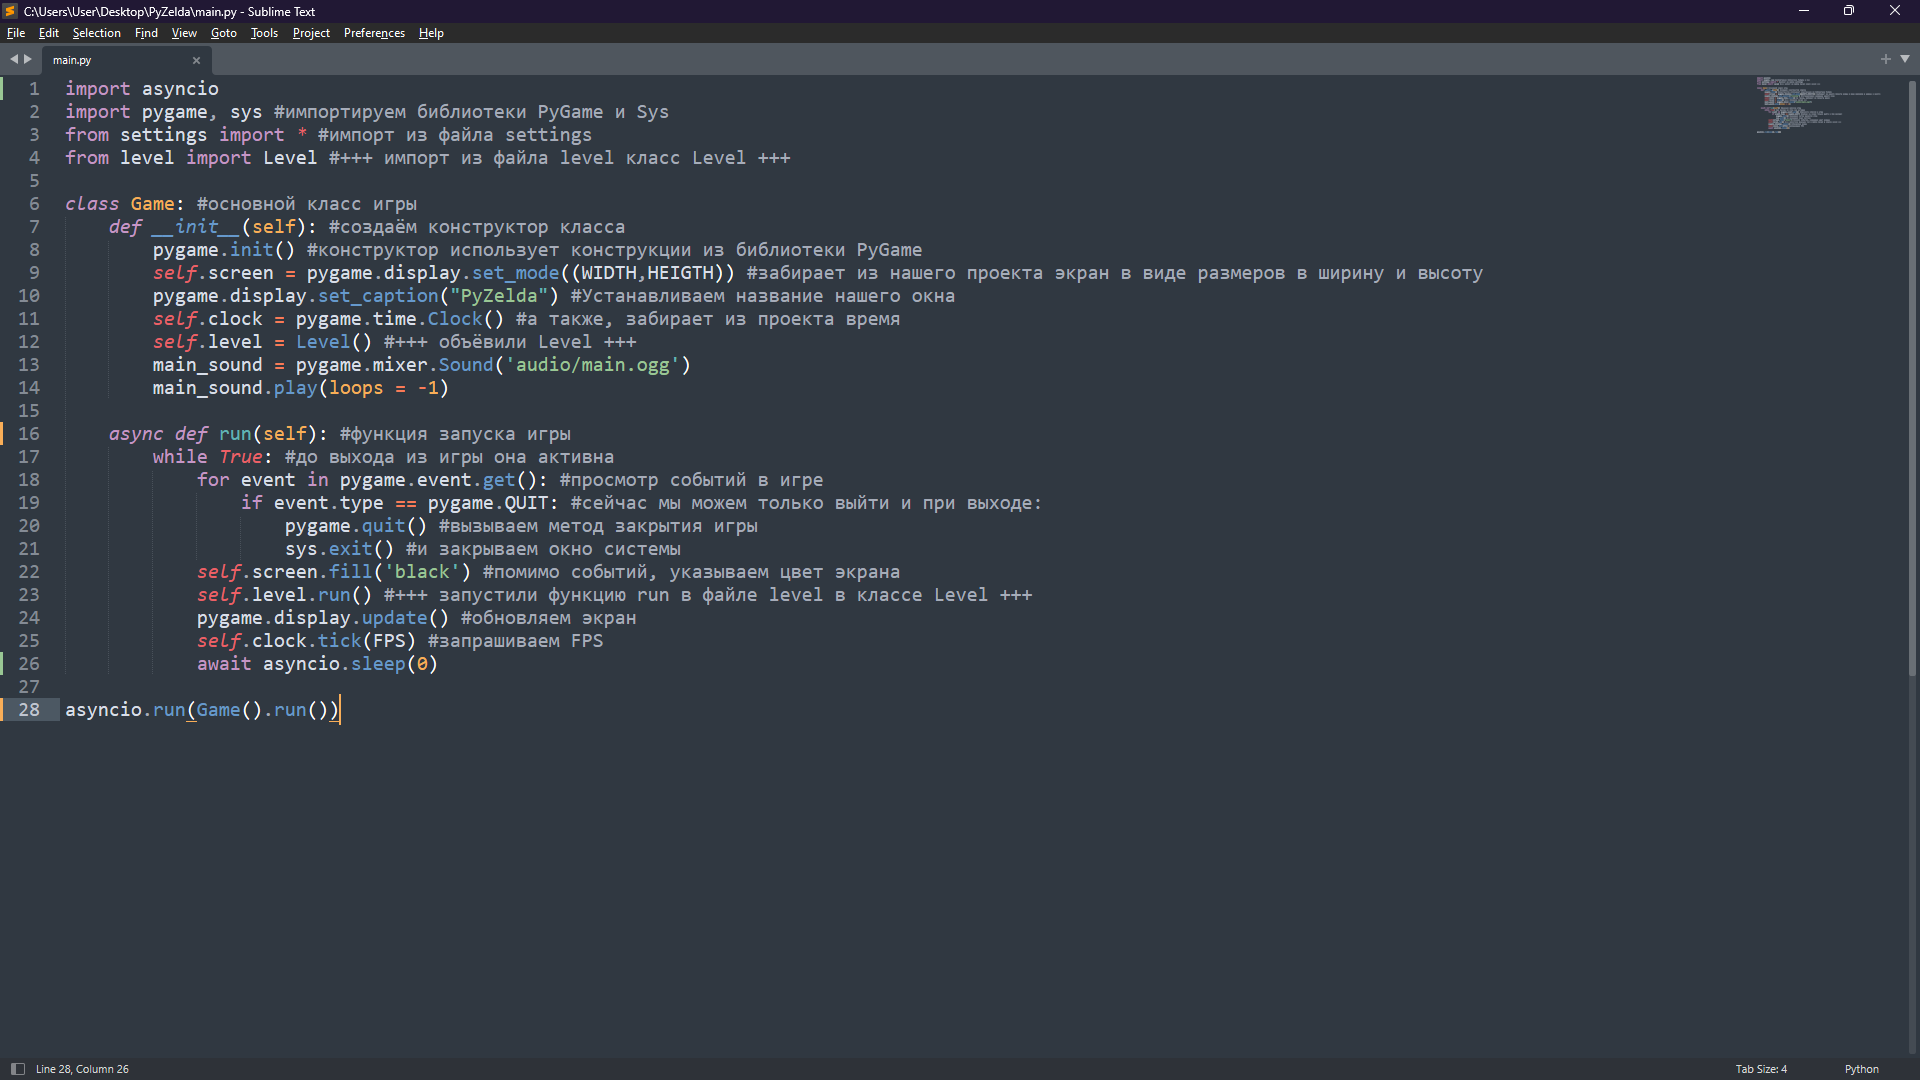 C:\Users\User\Desktop\PyZelda\main.py - Sublime Text
File Edit Selection Find View Goto Tools Project Preferences Help
main.py
1 import asyncio
2 import pygame, sys #импортируем библиотеки PyGame и Sys
3 from settings import * #импорт из файла settings
4 from level import Level #+++ импорт из файла level класс Level +++
5
6 class Game: #основной класс игры
7 def __init__(self): #создаём конструктор класса
8 pygame.init() #конструктор использует конструкции из библиотеки PyGame
9 self.screen = pygame.display.set_mode((WIDTH,HEIGTH)) #забирает из нашего проекта экран в виде размеров в ширину и высоту
10 pygame.display.set_caption("PyZelda") #Устанавливаем название нашего окна
11 self.clock = pygame.time.Clock() #а также, забирает из проекта время
12 self.level = Level() #+++ объёвили Level +++
13 main_sound = pygame.mixer.Sound('audio/main.ogg')
14 main_sound.play(loops = -1)
15
16 async def run(self): #функция запуска игры
17 while True: #до выхода из игры она активна
18 for event in pygame.event.get(): #просмотр событий в игре
19 if event.type == pygame.QUIT: #сейчас мы можем только выйти и при выходе:
20 pygame.quit() #вызываем метод закрытия игры
21 sys.exit() #и закрываем окно системы
22 self.screen.fill('black') #помимо событий, указываем цвет экрана
23 self.level.run() #+++ запустили функцию run в файле level в классе Level +++
24 pygame.display.update() #обновляем экран
25 self.clock.tick(FPS) #запрашиваем FPS
26 await asyncio.sleep(0)
27
28 asyncio.run(Game().run())
Line 28, Column 26
Tab Size: 4
Python